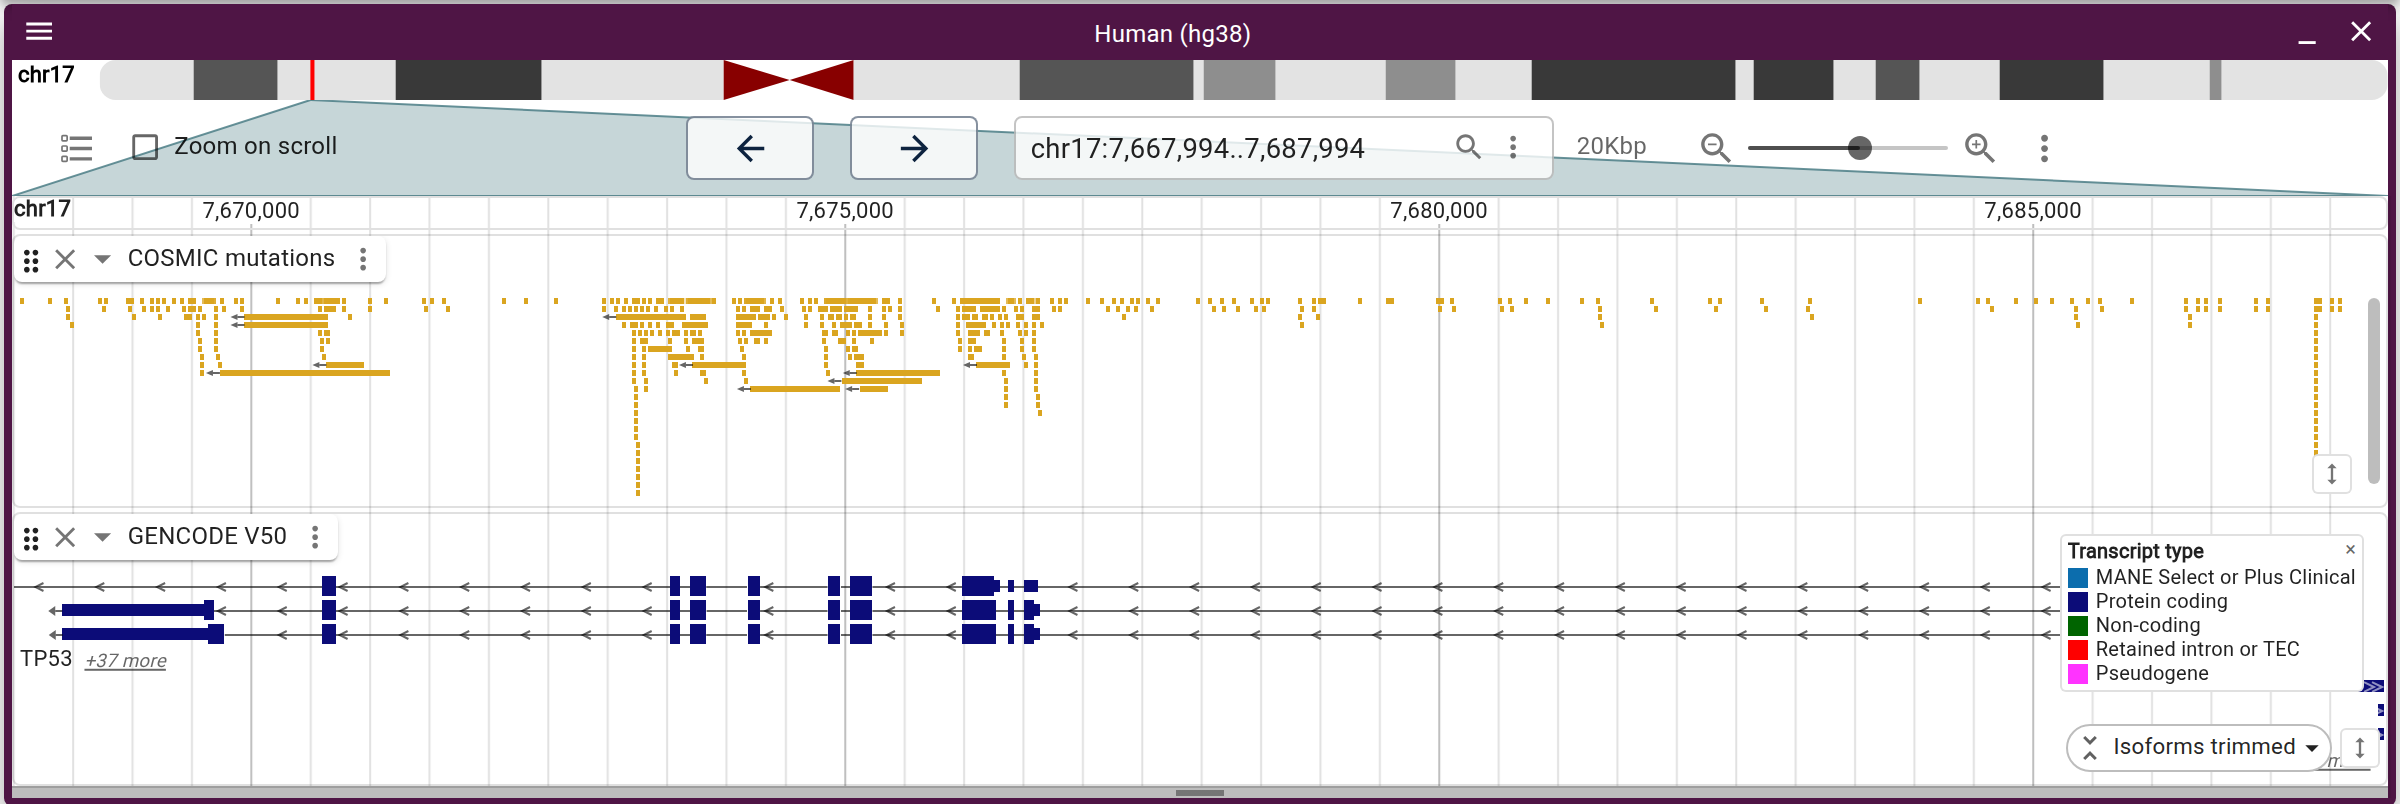 Human (hg38)
chr17
Zoom on scroll
chr17:7,667,994..7,687,994
20Kbp
chr17
7,670,000
7,675,000
7,680,000
7,685,000
COSMIC mutations
GENCODE V50
TP53 +37 more
Transcript type
MANE Select or Plus Clinical
Protein coding
Non-coding
Retained intron or TEC
Pseudogene
Isoforms trimmed